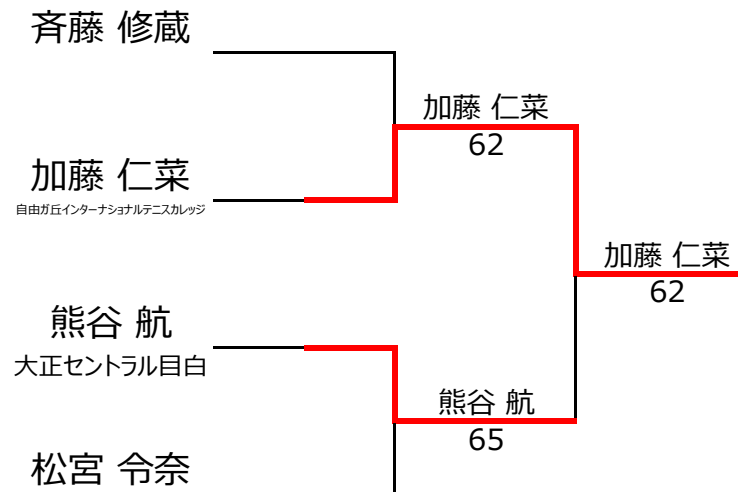 斉藤 修蔵
加藤 仁菜
62
加藤 仁菜
自由ガ丘インターナショナルテニスカレッジ
加藤 仁菜
62
熊谷 航
大正セントラル目白
熊谷 航
65
松宮 令奈